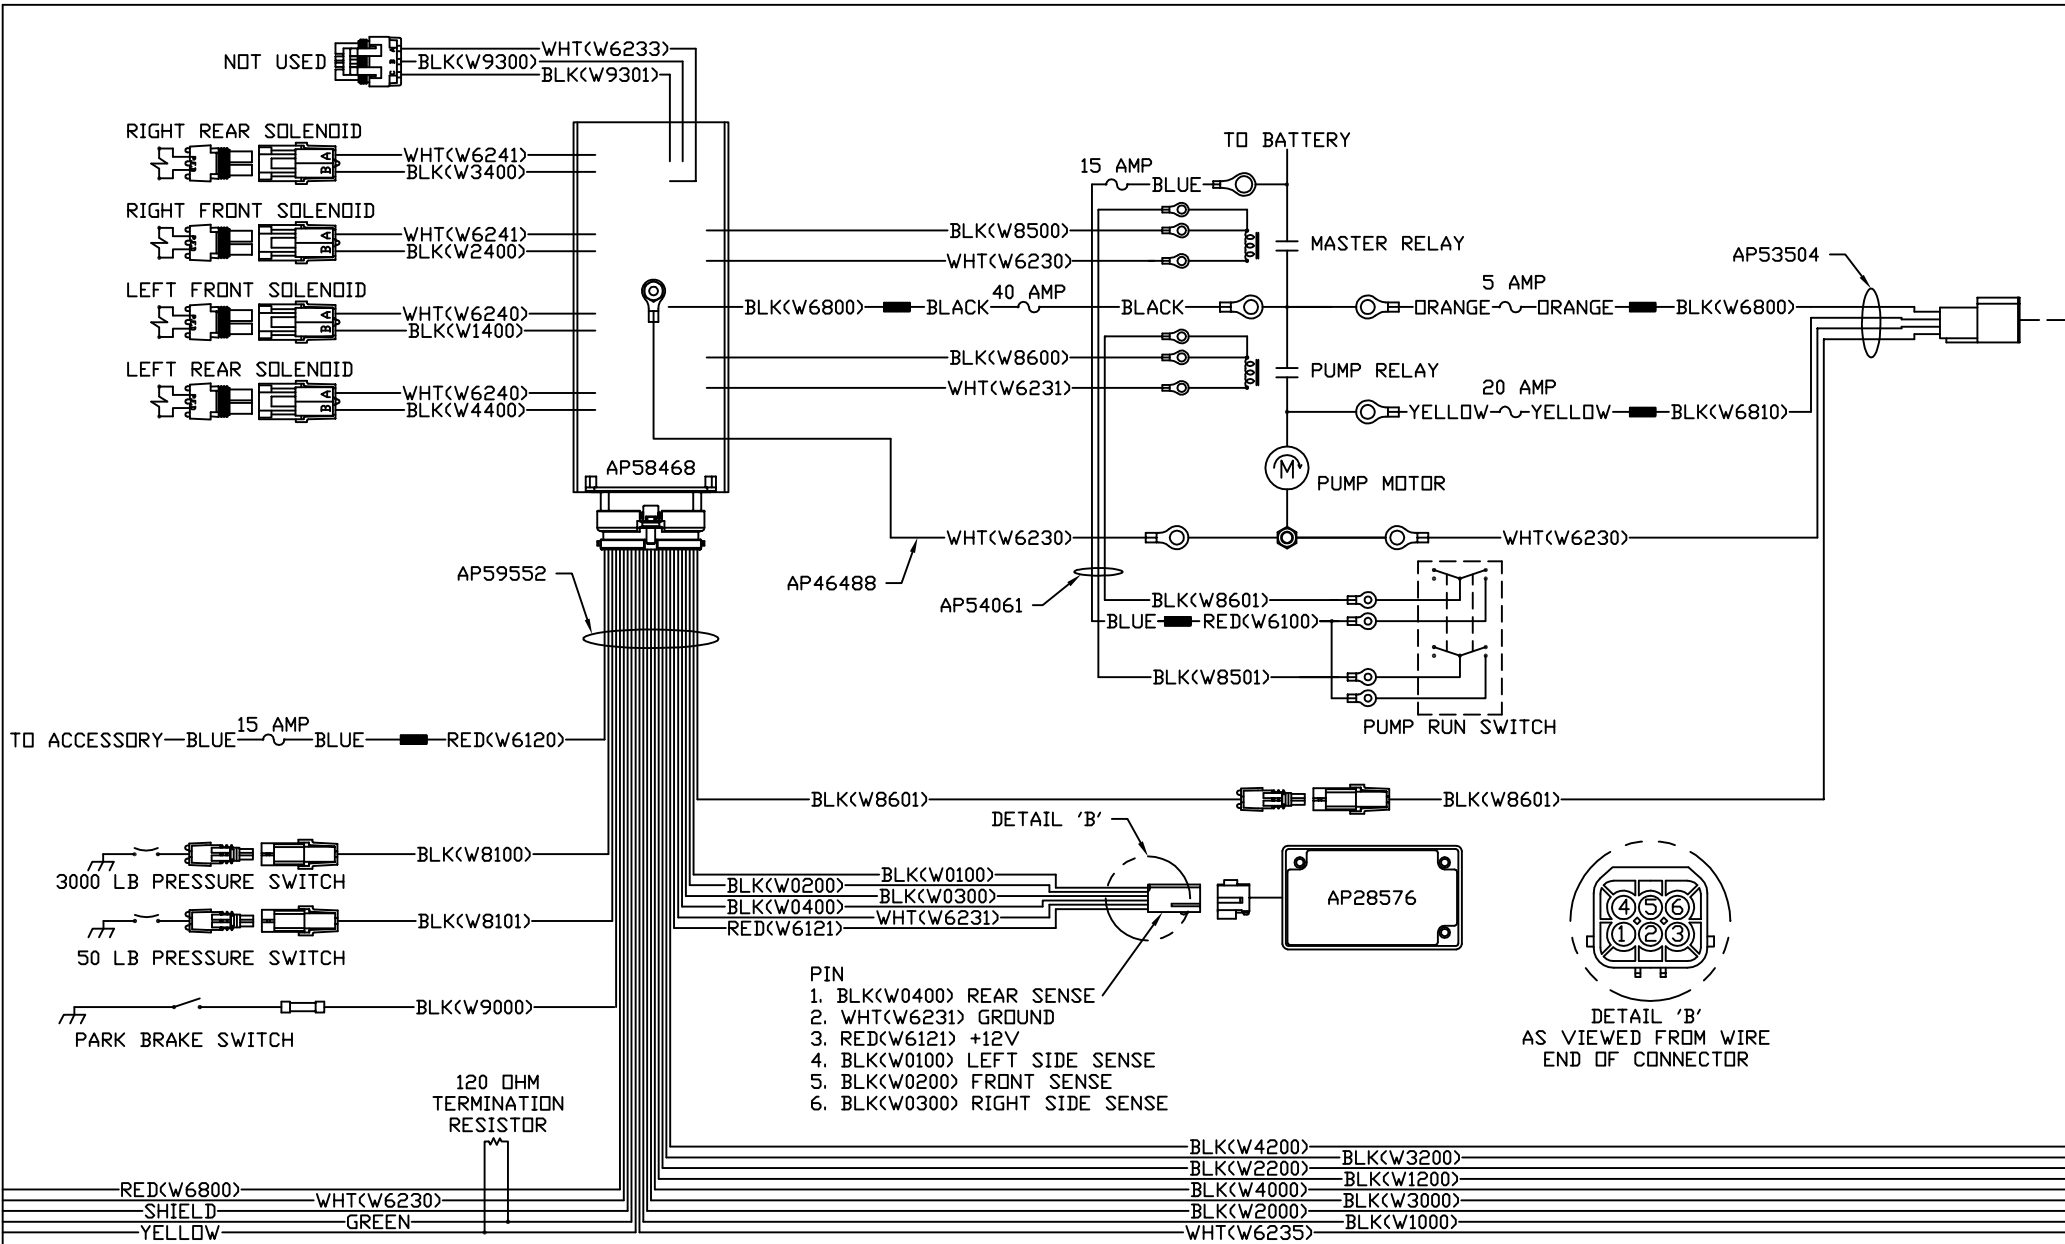 NOT USED
WHT(W6233)
BLK(W9300)
BLK(W9301)
RIGHT REAR SOLENOID
A
B
WHT(W6241)
BLK(W3400)
RIGHT FRONT SOLENOID
A
B
WHT(W6241)
BLK(W2400)
LEFT FRONT SOLENOID
A
B
WHT(W6240)
BLK(W1400)
LEFT REAR SOLENOID
A
B
WHT(W6240)
BLK(W4400)
AP58468
TO BATTERY
15 AMP
BLUE
BLK(W8500)
WHT(W6230)
MASTER RELAY
BLK(W6800)
BLACK
40 AMP
BLACK
5 AMP
ORANGE
ORANGE
BLK(W6800)
AP53504
BLK(W8600)
WHT(W6231)
PUMP RELAY
20 AMP
YELLOW
YELLOW
BLK(W6810)
M
PUMP MOTOR
WHT(W6230)
WHT(W6230)
AP59552
AP46488
AP54061
BLK(W8601)
BLUE
RED(W6100)
BLK(W8501)
PUMP RUN SWITCH
TO ACCESSORY
BLUE
15 AMP
BLUE
RED(W6120)
BLK(W8601)
BLK(W8601)
DETAIL 'B'
BLK(W8100)
3000 LB PRESSURE SWITCH
BLK(W8101)
50 LB PRESSURE SWITCH
BLK(W9000)
PARK BRAKE SWITCH
BLK(W0100)
BLK(W0200)
BLK(W0300)
BLK(W0400)
WHT(W6231)
RED(W6121)
AP28576
PIN
1. BLK(W0400) REAR SENSE
2. WHT(W6231) GROUND
3. RED(W6121) +12V
4. BLK(W0100) LEFT SIDE SENSE
5. BLK(W0200) FRONT SENSE
6. BLK(W0300) RIGHT SIDE SENSE
4 5 6
1 2 3
DETAIL 'B'
AS VIEWED FROM WIRE
END OF CONNECTOR
120 OHM
TERMINATION
RESISTOR
RED(W6800)
WHT(W6230)
SHIELD
GREEN
YELLOW
BLK(W4200)
BLK(W3200)
BLK(W2200)
BLK(W1200)
BLK(W4000)
BLK(W3000)
BLK(W2000)
BLK(W1000)
WHT(W6235)